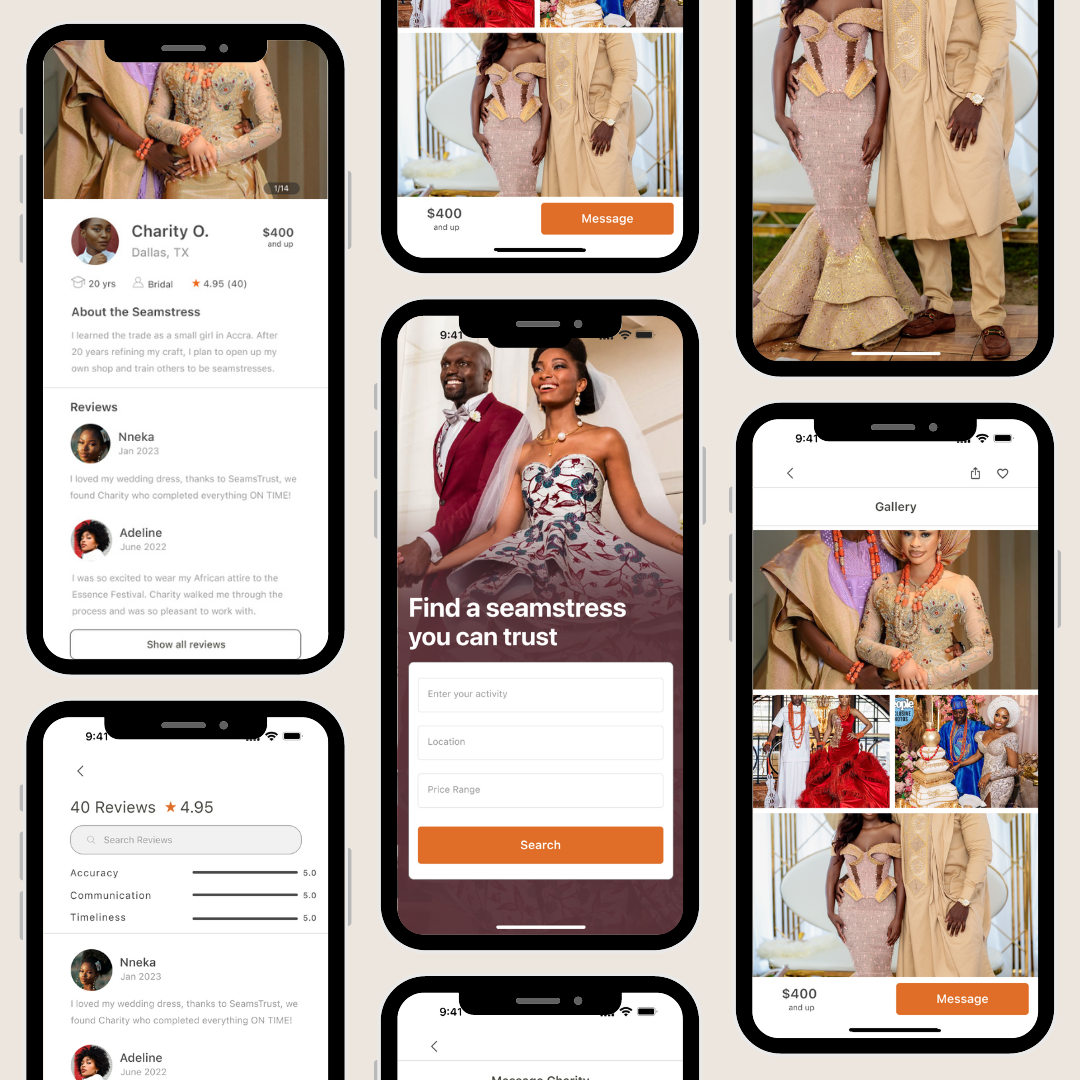 1/14
Charity O.
Dallas, TX
$400
and up
20 yrs
Bridal
★ 4.95 (40)
About the Seamstress
I learned the trade as a small girl in Accra. After
20 years refining my craft, I plan to open up my
own shop and train others to be seamstresses.
Reviews
Nneka
Jan 2023
I loved my wedding dress, thanks to SeamsTrust, we
found Charity who completed everything ON TIME!
Adeline
June 2022
I was so excited to wear my African attire to the
Essence Festival. Charity walked me through the
process and was so pleasant to work with.
Show all reviews
9:41
40 Reviews ★ 4.95
Search Reviews
Accuracy 5.0
Communication 5.0
Timeliness 5.0
Nneka
Jan 2023
I loved my wedding dress, thanks to SeamsTrust, we
found Charity who completed everything ON TIME!
Adeline
June 2022
$400
and up
Message
9:41
Find a seamstress
you can trust
Enter your activity
Location
Price Range
Search
9:41
Message Charity
9:41
Gallery
$400
and up
Message